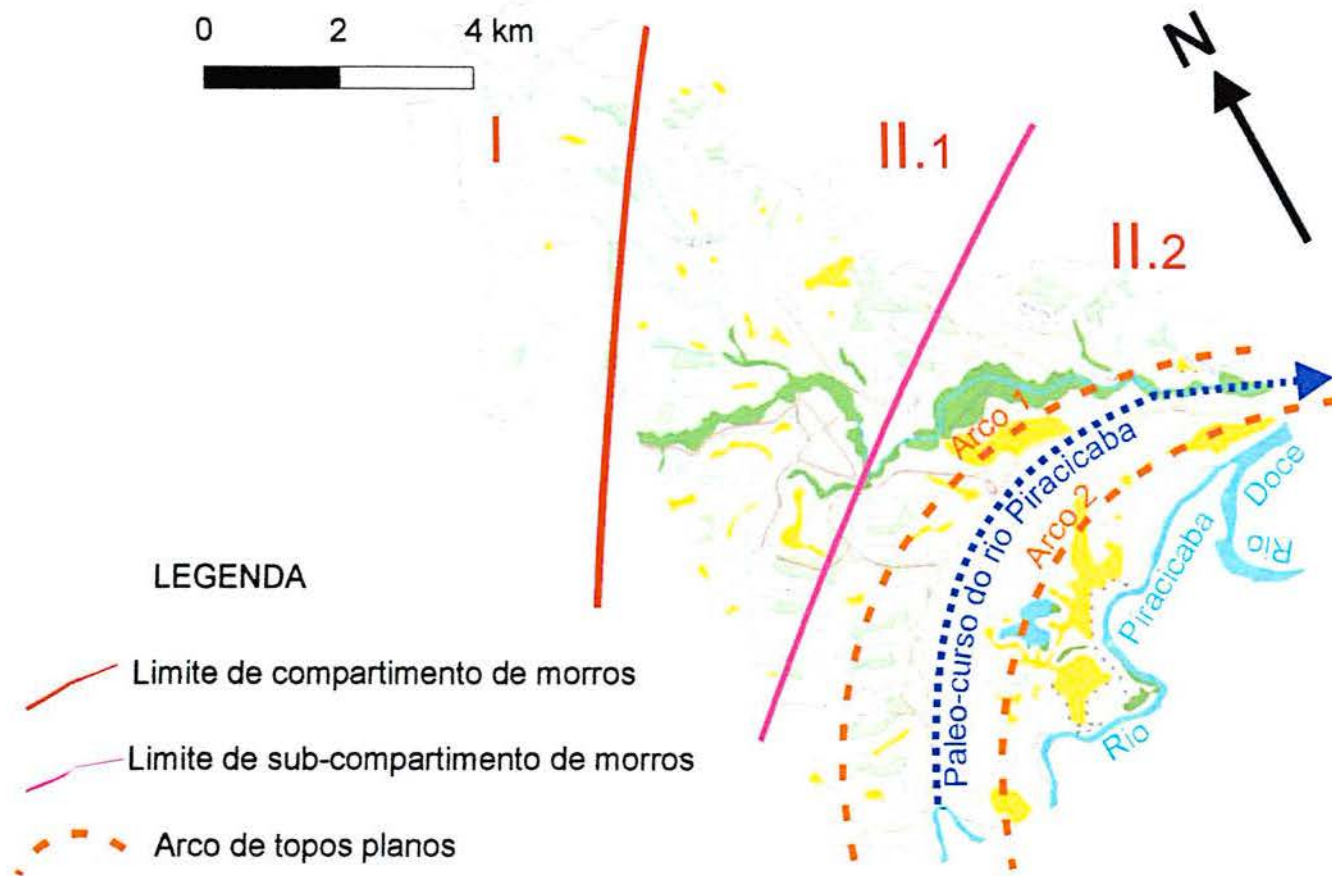 0 2 4 km
N
I
II.1
II.2
Arco 1
Paleo-curso do rio Piracicaba
Arco 2
Rio Piracicaba
Rio Doce
LEGENDA
Limite de compartimento de morros
Limite de sub-compartimento de morros
Arco de topos planos